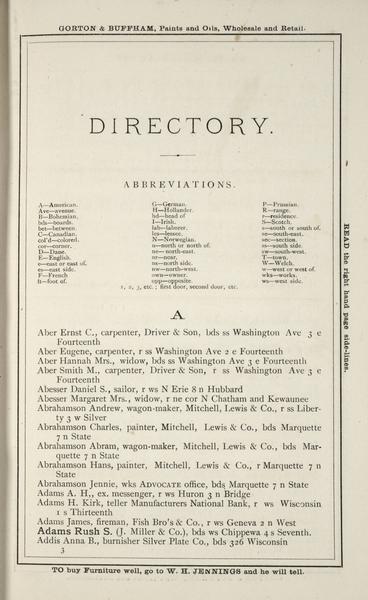 GORTON & BUFFHAM, Paints and Oils, Wholesale and Retail.
DIRECTORY.
ABBREVIATIONS.
A—American.
Ave—avenue.
B—Bohemian.
bds—boards.
bet—between.
C—Canadian.
col'd—colored.
cor—corner.
D—Dane.
E—English.
e—east or east of.
es—east side.
F—French
ft—foot of.
G—German.
H—Hollander.
hd—head of
I—Irish.
lab—laborer.
les—lessee.
N—Norwegian.
n—north or north of.
ne—north-east.
nr—near.
ns—north side.
nw—north-west.
own—owner.
opp—opposite.
P—Prussian.
R—range.
r—residence.
S—Scotch.
s—south or south of.
se—south-east.
sec—section.
ss—south side.
sw—south-west.
T—town.
W—Welch.
w—west or west of.
wks—works.
ws—west side.
1, 2, 3, etc.; first door, second door, etc.
A
Aber Ernst C., carpenter, Driver & Son, bds ss Washington Ave 3 e
Fourteenth
Aber Eugene, carpenter, r ss Washington Ave 2 e Fourteenth
Aber Hannah Mrs., widow, bds ss Washington Ave 3 e Fourteenth
Aber Smith M., carpenter, Driver & Son, r ss Washington Ave 3 e
Fourteenth
Abesser Daniel S., sailor, r ws N Erie 8 n Hubbard
Abesser Margaret Mrs., widow, r ne cor N Chatham and Kewaunee
Abrahamson Andrew, wagon-maker, Mitchell, Lewis & Co., r ss Liber-
ty 3 w Silver
Abrahamson Charles, painter, Mitchell, Lewis & Co., bds Marquette
7 n State
Abrahamson Abram, wagon-maker, Mitchell, Lewis & Co., bds Mar-
quette 7 n State
Abrahamson Hans, painter, Mitchell, Lewis & Co., r Marquette 7 n
State
Abrahamson Jennie, wks ADVOCATE office, bds Marquette 7 n State
Adams A. H., ex. messenger, r ws Huron 3 n Bridge
Adams H. Kirk, teller Manufacturers National Bank, r ws Wisconsin
1 s Thirteenth
Adams James, fireman, Fish Bro's & Co., r ws Geneva 2 n West
Adams Rush S. (J. Miller & Co.), bds ws Chippewa 4 s Seventh.
Addis Anna B., burnisher Silver Plate Co., bds 326 Wisconsin
3
TO buy Furniture well, go to W. H. JENNINGS and he will tell.
READ the right hand page side-lines.